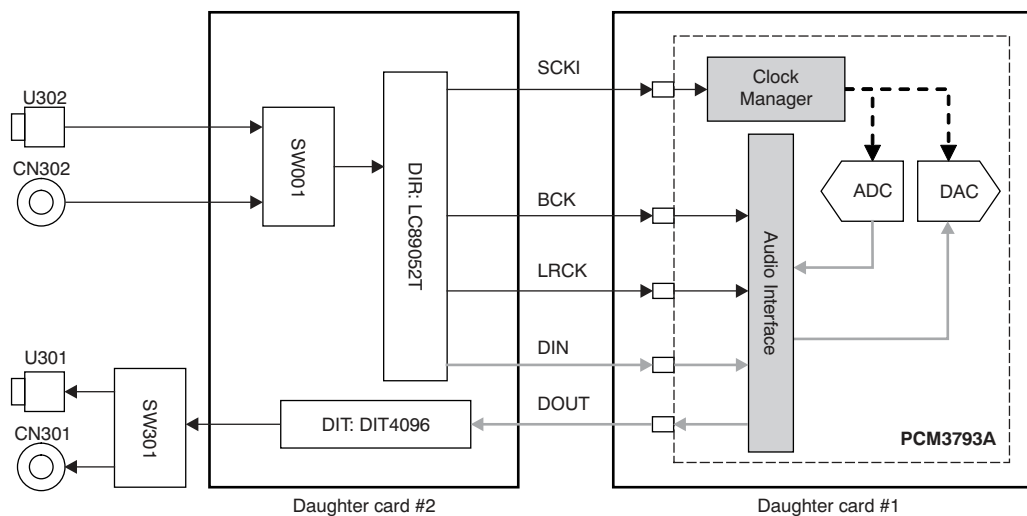 U302
CN302
SW001
DIR: LC89052T
SCKI
BCK
LRCK
DIN
DOUT
Clock
Manager
ADC
DAC
Audio Interface
PCM3793A
U301
CN301
SW301
DIT: DIT4096
Daughter card #2
Daughter card #1